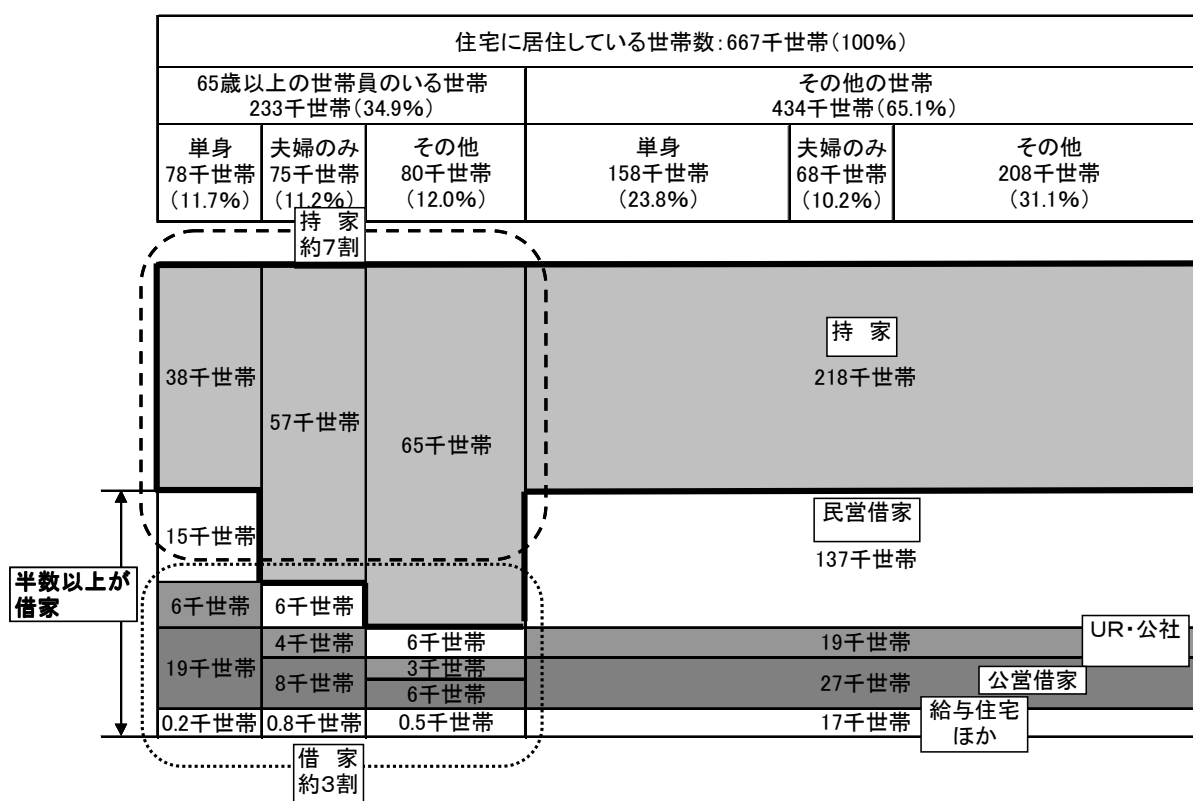 住宅に居住している世帯数:667千世帯(100%)
65歳以上の世帯員のいる世帯
233千世帯(34.9%)
その他の世帯
434千世帯(65.1%)
単身
78千世帯
(11.7%)
夫婦のみ
75千世帯
(11.2%)
その他
80千世帯
(12.0%)
単身
158千世帯
(23.8%)
夫婦のみ
68千世帯
(10.2%)
その他
208千世帯
(31.1%)
持 家
約7割
38千世帯
57千世帯
65千世帯
持 家
218千世帯
15千世帯
民営借家
137千世帯
半数以上が
借家
6千世帯
6千世帯
19千世帯
4千世帯
6千世帯
19千世帯
UR・公社
8千世帯
3千世帯
6千世帯
27千世帯
公営借家
0.2千世帯
0.8千世帯
0.5千世帯
17千世帯
給与住宅
ほか
借 家
約3割